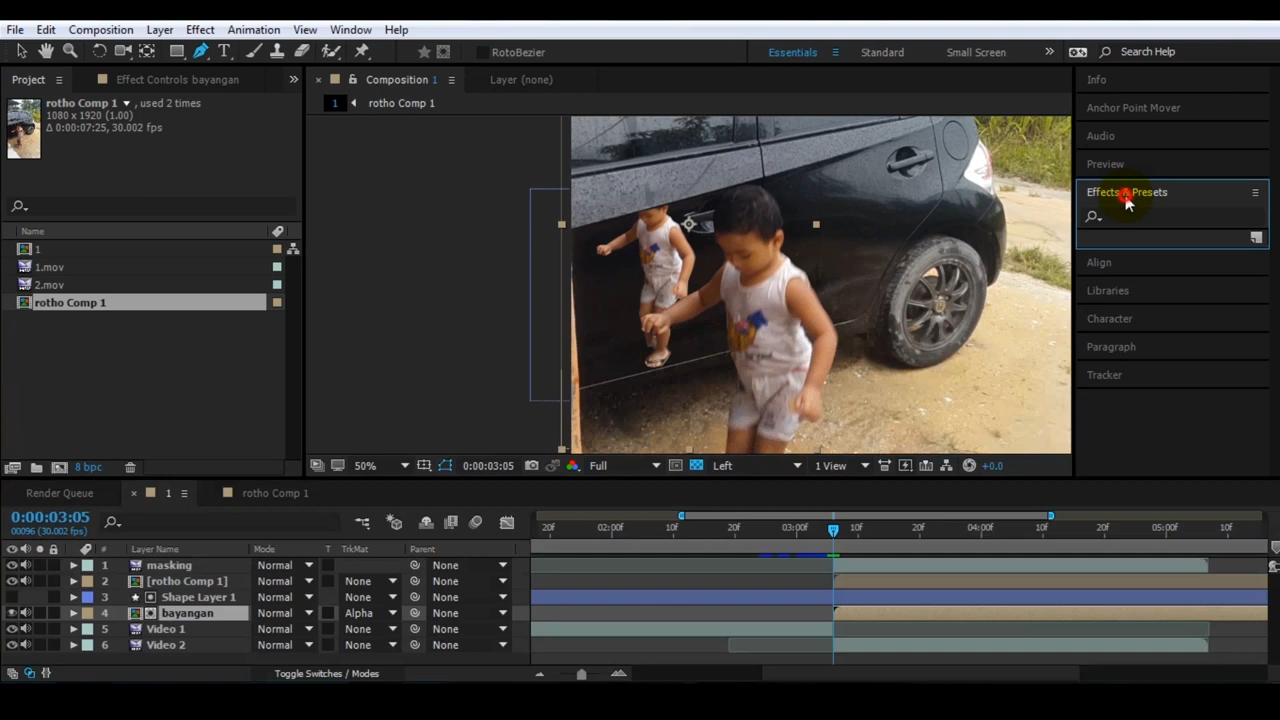 File Edit Composition Layer Effect Animation View Window Help
RotoBezier Essentials Standard Small Screen » Search Help
Project Effect Controls bayangan » × Composition 1 Layer (none) Info
rotho Comp 1 , used 2 times
1080 x 1920 (1.00)
Δ 0:00:07:25, 30.002 fps
1 rotho Comp 1
Anchor Point Mover
Audio
Preview
Effects & Presets
Align
Libraries
Character
Paragraph
Tracker
Name
1
1.mov
2.mov
rotho Comp 1
8 bpc
50% 0:00:03:05 Full Left 1 View +0.0
Render Queue × 1 rotho Comp 1
0:00:03:05
00096 (30.002 fps)
20f 02:00f 10f 20f 03:00f 10f 20f 04:00f 10f 20f 05:00f 10f
# Layer Name Mode T TrkMat Parent
1 masking Normal None
2 [rotho Comp 1] Normal None None
3 Shape Layer 1 Normal None None
4 bayangan Normal Alpha None
5 Video 1 Normal None None
6 Video 2 Normal None None
Toggle Switches / Modes